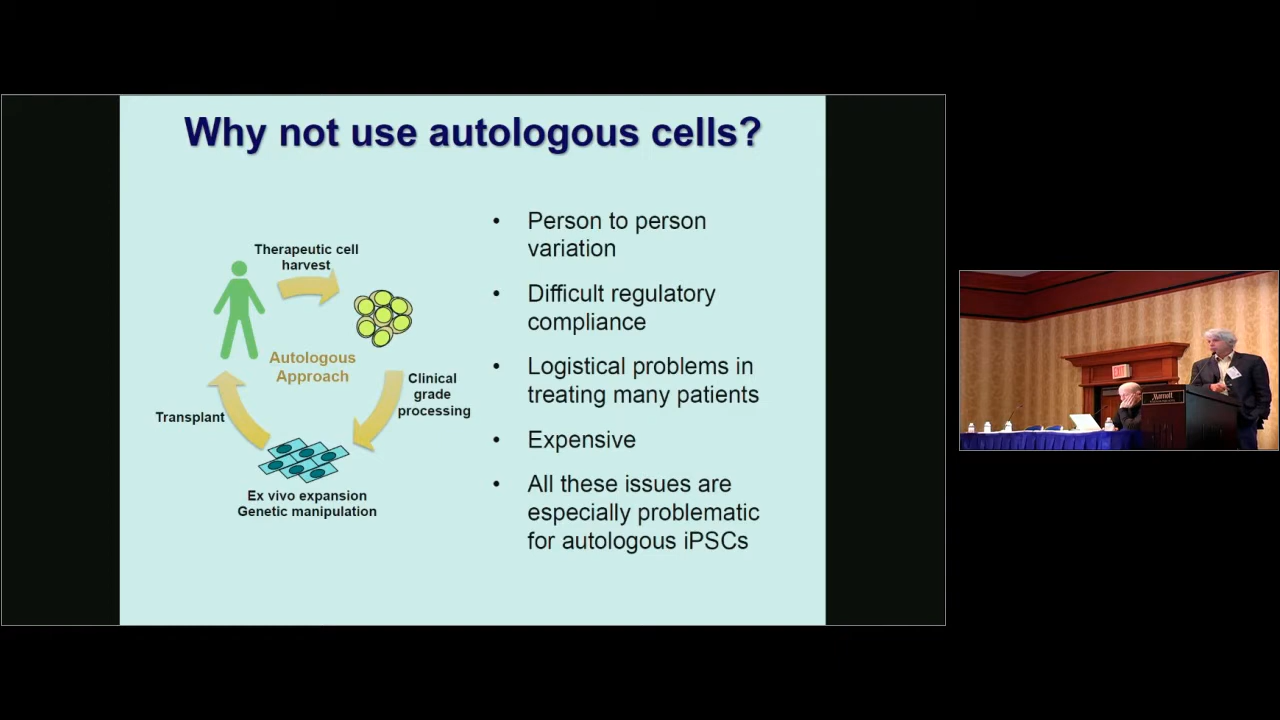 Why not use autologous cells?
Therapeutic cell
harvest
Autologous
Approach
Clinical
grade
processing
Transplant
Ex vivo expansion
Genetic manipulation
• Person to person
variation
• Difficult regulatory
compliance
• Logistical problems in
treating many patients
• Expensive
• All these issues are
especially problematic
for autologous iPSCs
EXIT
Marriott